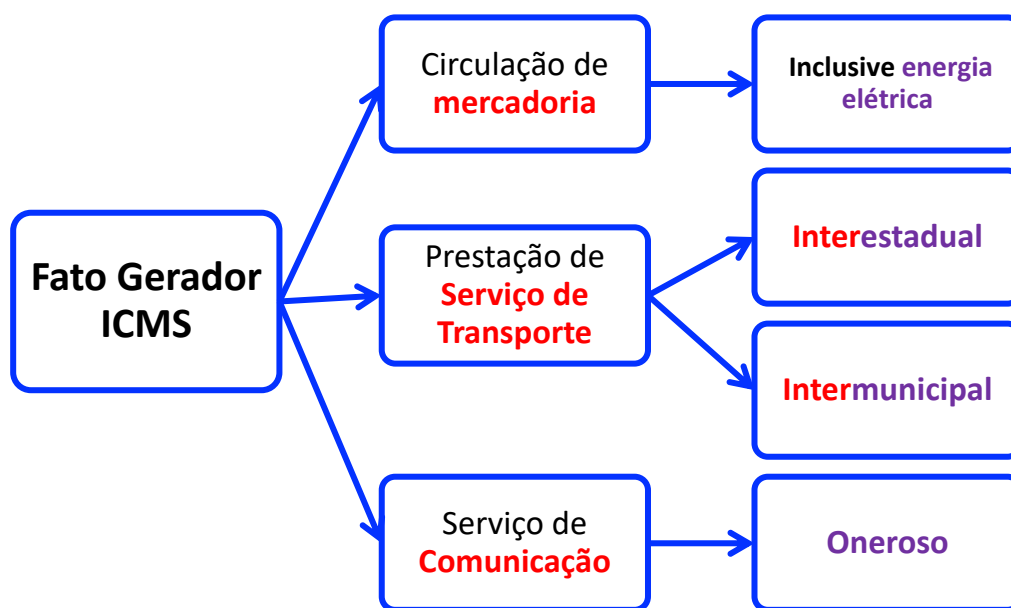 Fato Gerador
ICMS
Circulação de
mercadoria
Inclusive energia
elétrica
Prestação de
Serviço de
Transporte
Interestadual
Intermunicipal
Serviço de
Comunicação
Oneroso